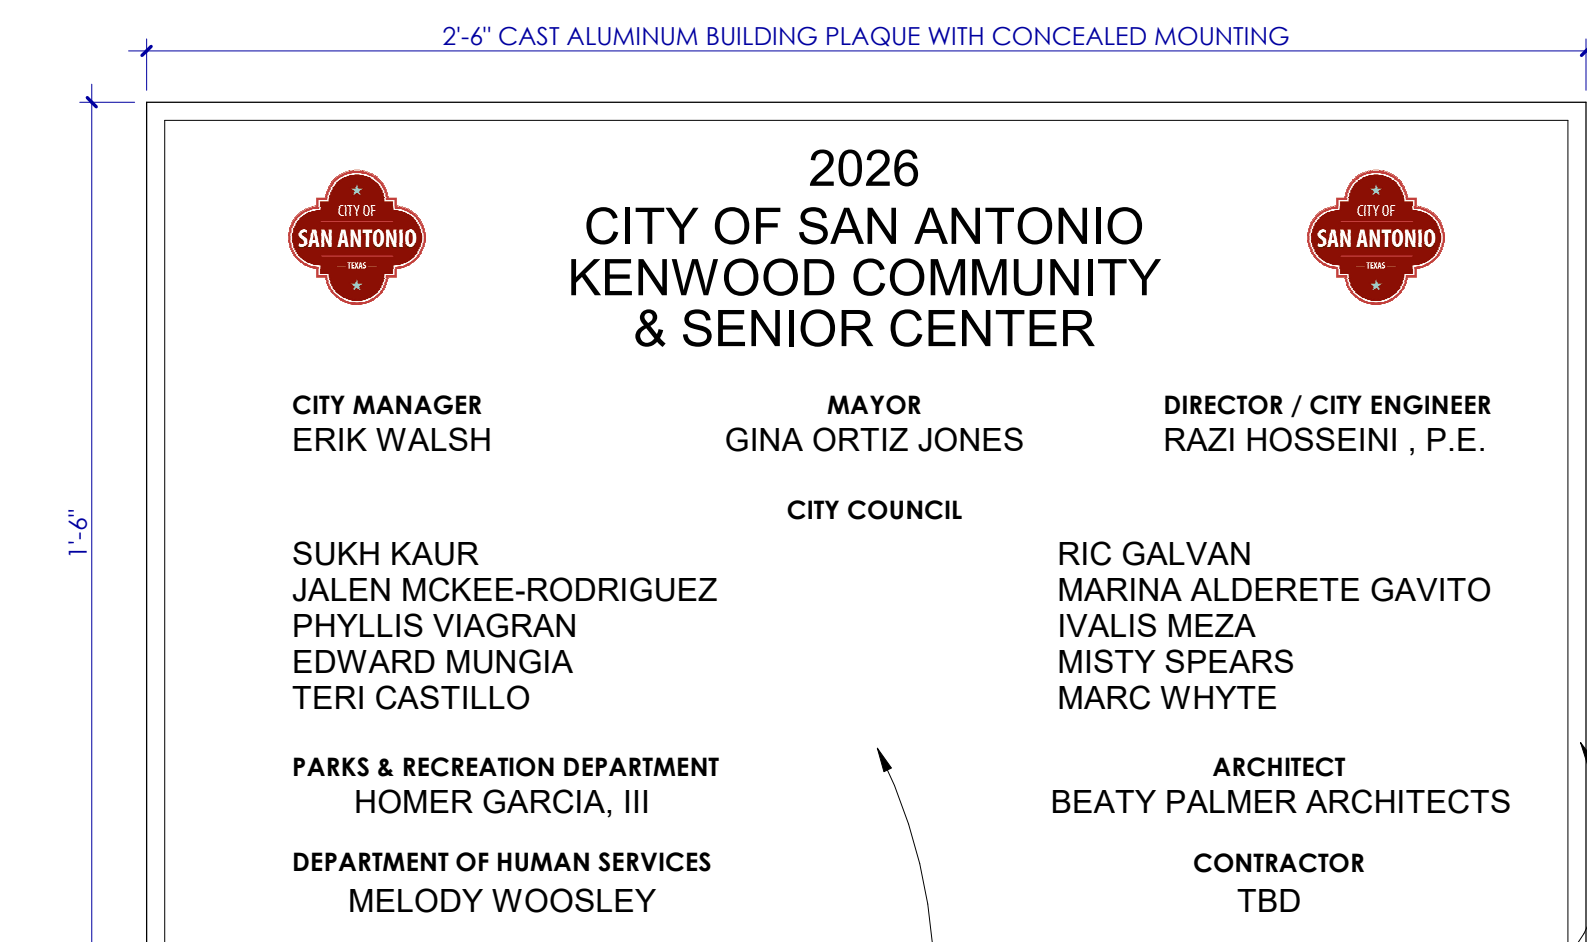 2'-6" CAST ALUMINUM BUILDING PLAQUE WITH CONCEALED MOUNTING
2026
CITY OF SAN ANTONIO
KENWOOD COMMUNITY
& SENIOR CENTER
CITY OF
SAN ANTONIO
TEXAS
CITY OF
SAN ANTONIO
TEXAS
CITY MANAGER
ERIK WALSH
MAYOR
GINA ORTIZ JONES
DIRECTOR / CITY ENGINEER
RAZI HOSSEINI , P.E.
1'-6"
CITY COUNCIL
SUKH KAUR
JALEN MCKEE-RODRIGUEZ
PHYLLIS VIAGRAN
EDWARD MUNGIA
TERI CASTILLO
RIC GALVAN
MARINA ALDERETE GAVITO
IVALIS MEZA
MISTY SPEARS
MARC WHYTE
PARKS & RECREATION DEPARTMENT
HOMER GARCIA, III
ARCHITECT
BEATY PALMER ARCHITECTS
DEPARTMENT OF HUMAN SERVICES
MELODY WOOSLEY
CONTRACTOR
TBD